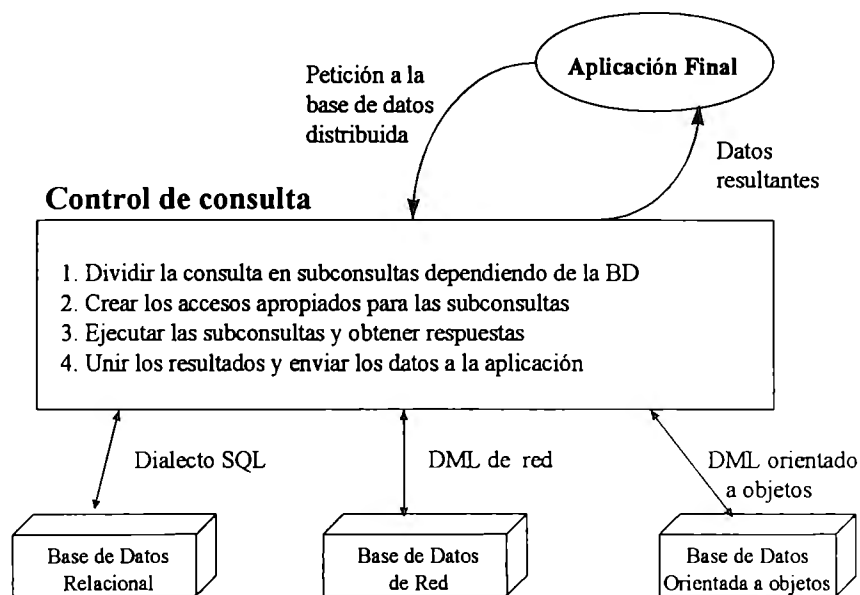 Aplicación Final
Petición a la
base de datos
distribuida
Datos
resultantes
Control de consulta
1. Dividir la consulta en subconsultas dependiendo de la BD
2. Crear los accesos apropiados para las subconsultas
3. Ejecutar las subconsultas y obtener respuestas
4. Unir los resultados y enviar los datos a la aplicación
Dialecto SQL
DML de red
DML orientado
a objetos
Base de Datos
Relacional
Base de Datos
de Red
Base de Datos
Orientada a objetos